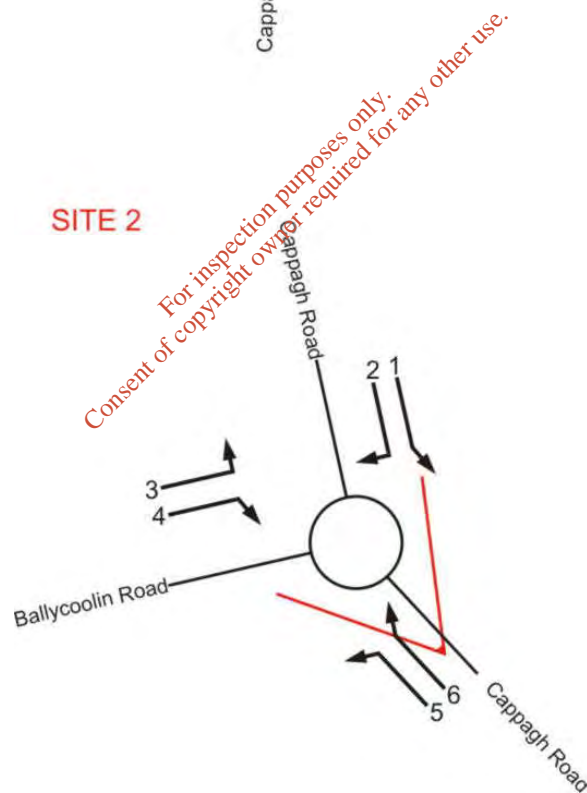 Cappa
For inspection purposes only.
Consent of copyright owner required for any other use.
SITE 2
Cappagh Road
2 1
3
4
Ballycoolin Road
6
5
Cappagh Road